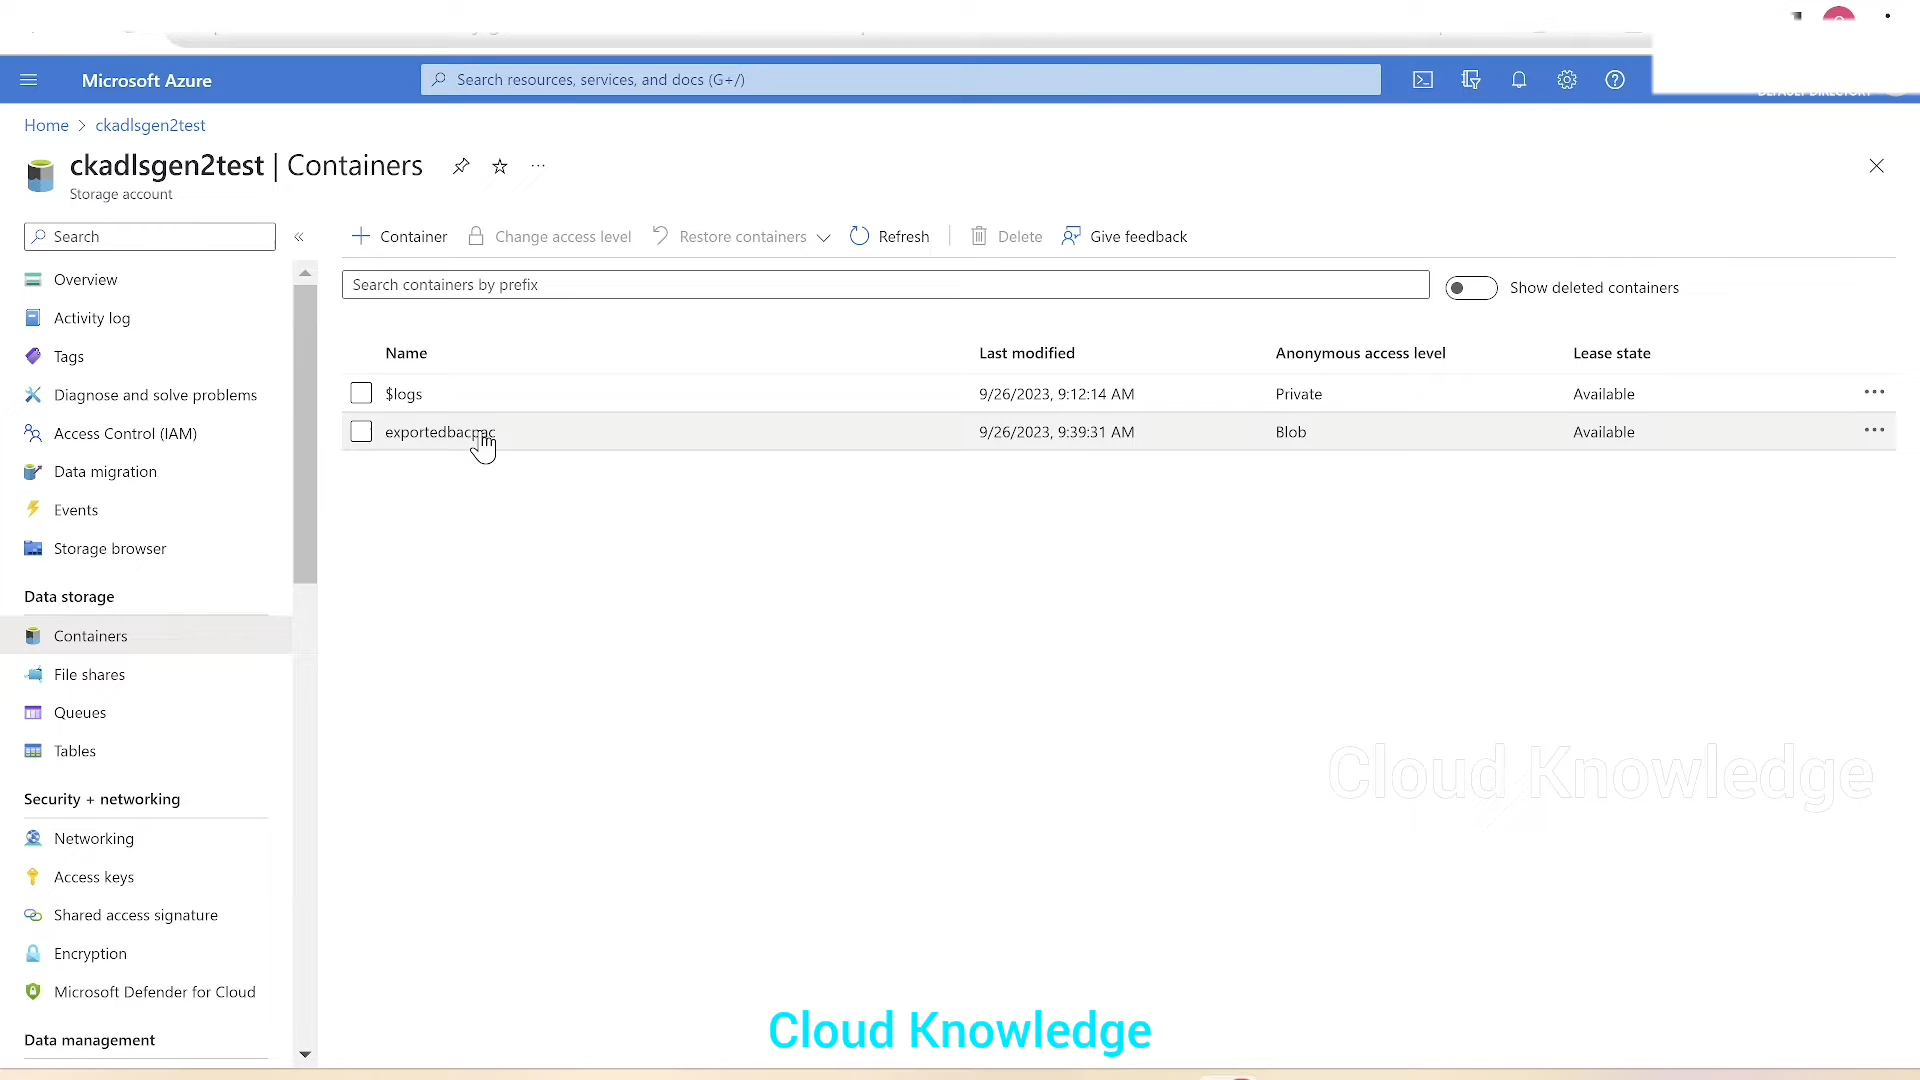 Microsoft Azure
Search resources, services, and docs (G+/)
Home > ckadlsgen2test
ckadlsgen2test | Containers
Storage account
Search
Container
Change access level
Restore containers
Refresh
Delete
Give feedback
Search containers by prefix
Show deleted containers
Overview
Activity log
Tags
Diagnose and solve problems
Access Control (IAM)
Data migration
Events
Storage browser
Data storage
Containers
File shares
Queues
Tables
Security + networking
Networking
Access keys
Shared access signature
Encryption
Microsoft Defender for Cloud
Data management
Name Last modified Anonymous access level Lease state
$logs 9/26/2023, 9:12:14 AM Private Available
exportedbacpac 9/26/2023, 9:39:31 AM Blob Available
Cloud Knowledge
Cloud Knowledge